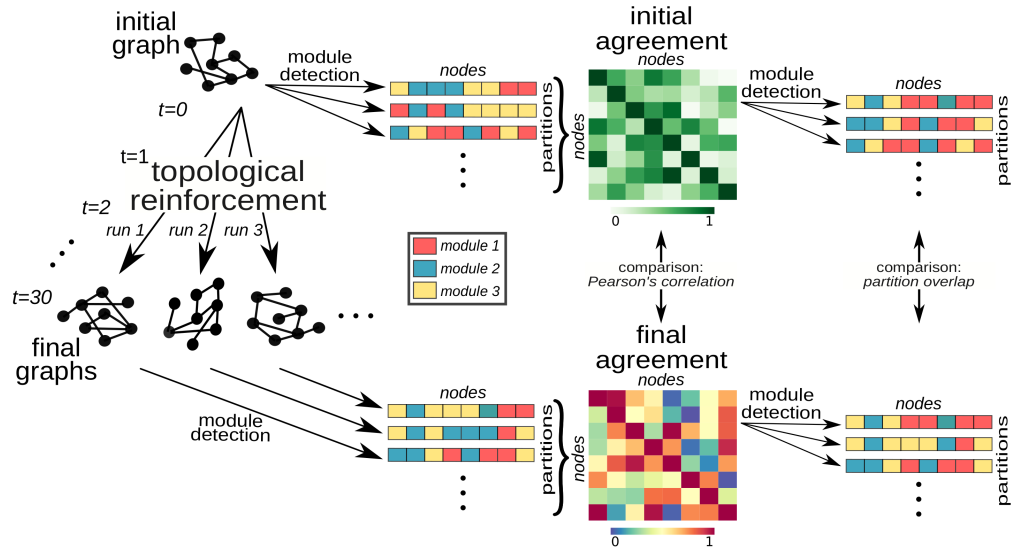 initial
graph
t=0
module
detection
nodes
partitions
initial
agreement
nodes
nodes
0
1
module
detection
nodes
partitions
t=1
topological
reinforcement
t=2
run 1
run 2
run 3
t=30
final
graphs
module 1
module 2
module 3
comparison:
Pearson's correlation
comparison:
partition overlap
module
detection
nodes
partitions
final
agreement
nodes
nodes
0
1
module
detection
nodes
partitions